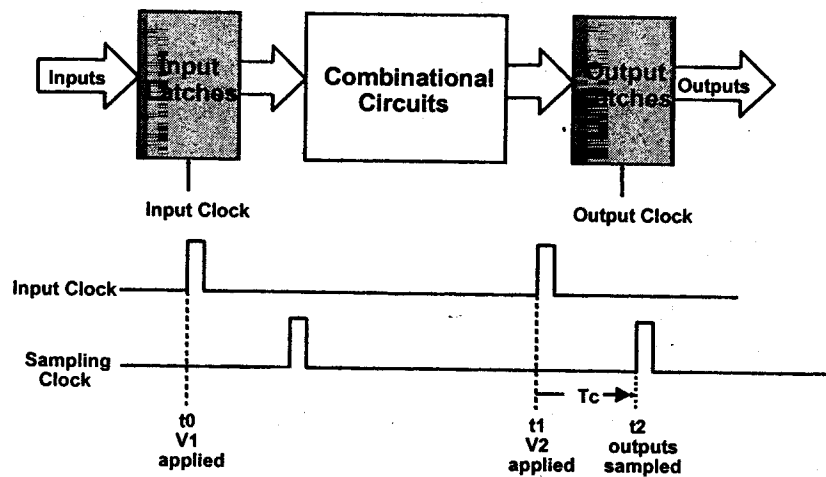 Inputs
Input
Latches
Combinational
Circuits
Output
Latches
Outputs
Input Clock
Output Clock
Input Clock
Sampling
Clock
Tc
t0
V1
applied
t1
V2
applied
t2
outputs
sampled